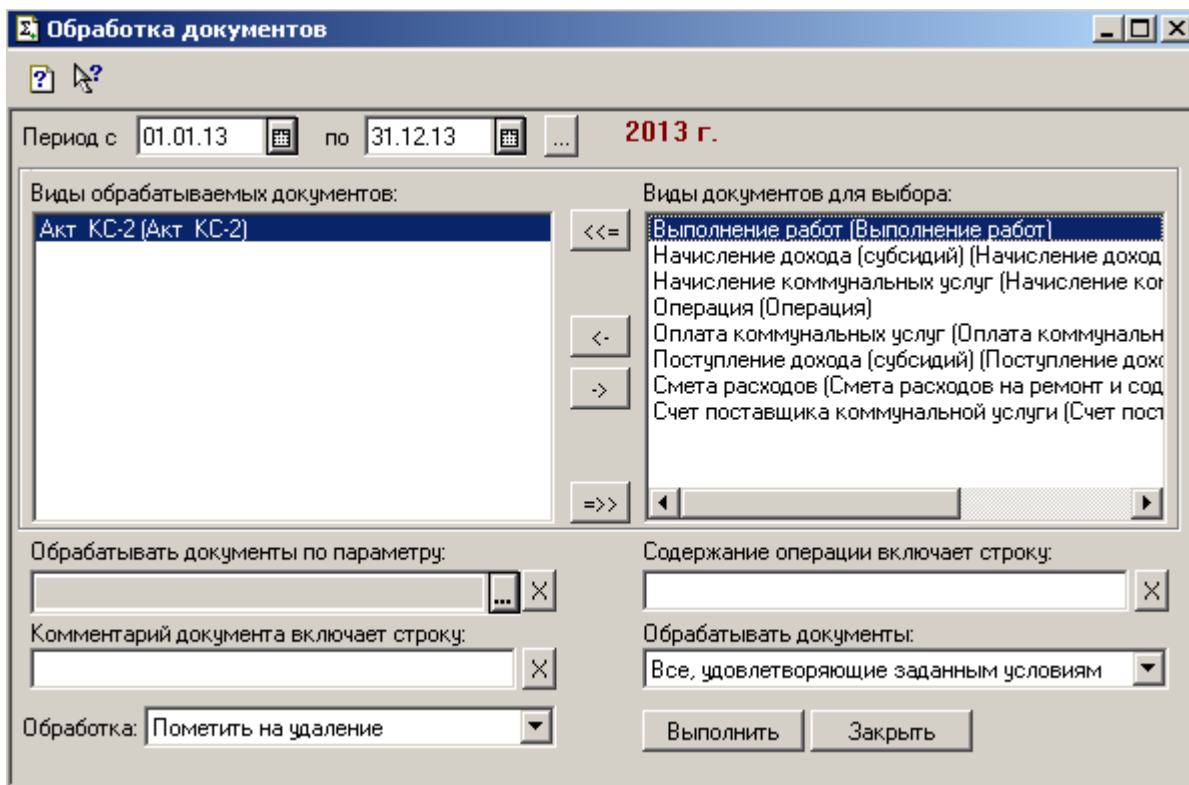 Обработка документов
Период с 01.01.13 по 31.12.13 ... 2013 г.
Виды обрабатываемых документов:
Акт КС-2 (Акт КС-2)
<<=
<-
->
=>>
Виды документов для выбора:
Выполнение работ (Выполнение работ)
Начисление дохода (субсидий) (Начисление доход
Начисление коммунальных услуг (Начисление ко
Операция (Операция)
Оплата коммунальных услуг (Оплата коммунальн
Поступление дохода (субсидий) (Поступление дох
Смета расходов (Смета расходов на ремонт и сод
Счет поставщика коммунальной услуги (Счет пос
Обрабатывать документы по параметру:
... X
Содержание операции включает строку:
X
Комментарий документа включает строку:
X
Обрабатывать документы:
Все, удовлетворяющие заданным условиям
Обработка: Пометить на удаление
Выполнить Закрыть